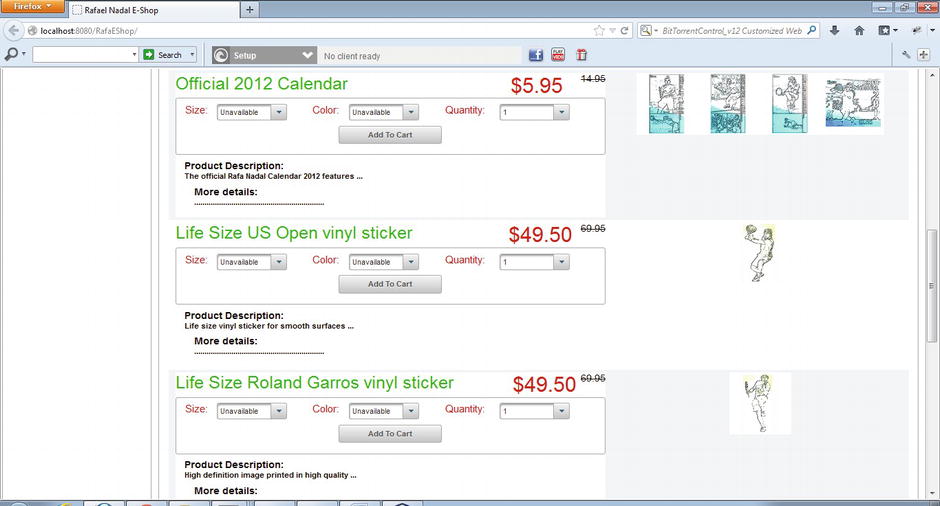 Firefox
Rafael Nadal E-Shop
+
localhost:8080/RafaEShop/
BitTorrentControl_v12 Customized Web
Search
Setup
No client ready
Official 2012 Calendar
$5.95
14.95
Size:
Unavailable
Color:
Unavailable
Quantity:
1
Add To Cart
Product Description:
The official Rafa Nadal Calendar 2012 features ...
More details:
Life Size US Open vinyl sticker
$49.50
69.95
Size:
Unavailable
Color:
Unavailable
Quantity:
1
Add To Cart
Product Description:
Life size vinyl sticker for smooth surfaces ...
More details:
Life Size Roland Garros vinyl sticker
$49.50
69.95
Size:
Unavailable
Color:
Unavailable
Quantity:
1
Add To Cart
Product Description:
High definition image printed in high quality ...
More details: